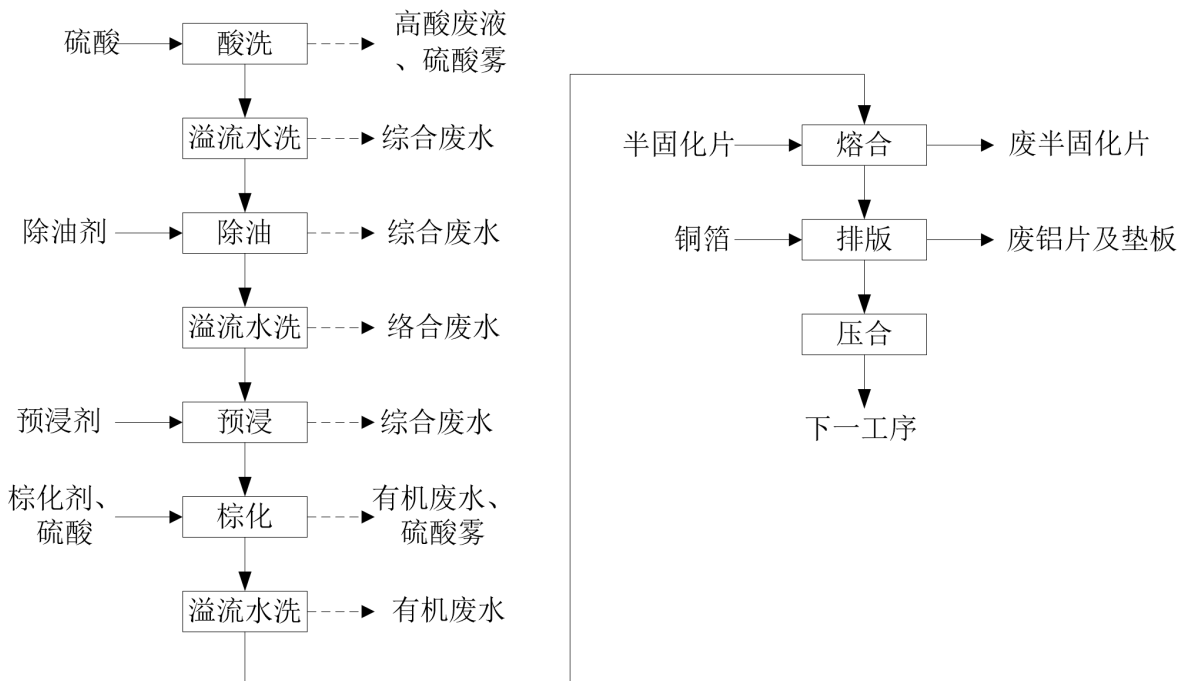 硫酸
酸洗
高酸废液
、硫酸雾
溢流水洗
综合废水
除油剂
除油
综合废水
溢流水洗
络合废水
预浸剂
预浸
综合废水
棕化剂、
硫酸
棕化
有机废水、
硫酸雾
溢流水洗
有机废水
半固化片
熔合
废半固化片
铜箔
排版
废铝片及垫板
压合
下一工序